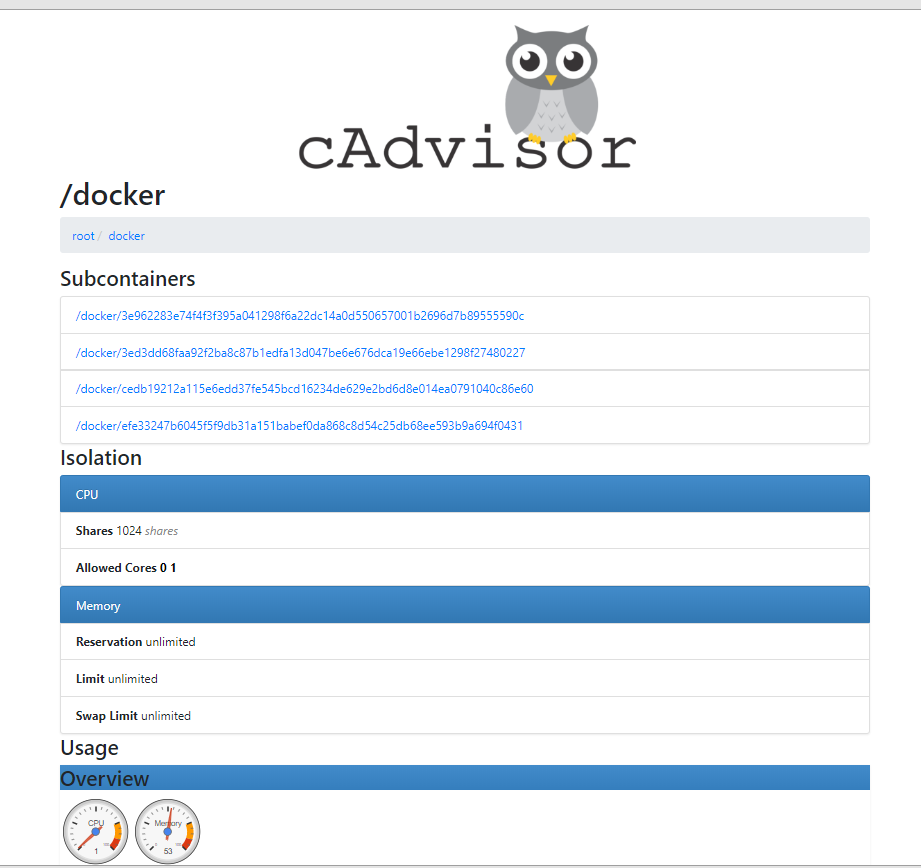 cAdvisor
/docker
root / docker
Subcontainers
/docker/3e962283e74f4f3f395a041298f6a22dc14a0d550657001b2696d7b89555590c
/docker/3ed3dd68faa92f2ba8c87b1edfa13d047be6e676dca19e66ebe1298f27480227
/docker/cedb19212a115e6edd37fe545bcd16234de629e2bd6d8e014ea0791040c86e60
/docker/efe33247b6045f5f9db31a151babef0da868c8d54c25db68ee593b9a694f0431
Isolation
CPU
Shares 1024 shares
Allowed Cores 0 1
Memory
Reservation unlimited
Limit unlimited
Swap Limit unlimited
Usage
Overview
CPU Memory
1 53